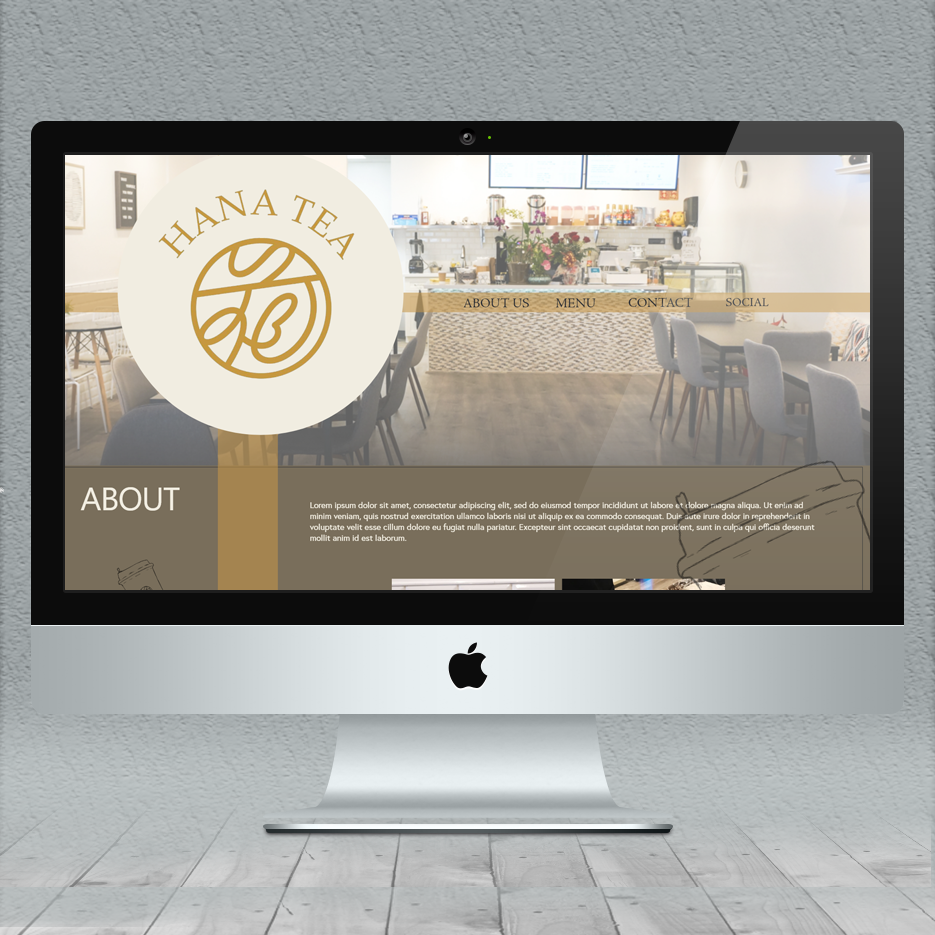 HANA TEA
ABOUT US MENU CONTACT SOCIAL
ABOUT
Lorem ipsum dolor sit amet, consectetur adipiscing elit, sed do eiusmod tempor incididunt ut labore et dolore magna aliqua. Ut enim ad
minim veniam, quis nostrud exercitation ullamco laboris nisi ut aliquip ex ea commodo consequat. Duis aute irure dolor in reprehenderit in
voluptate velit esse cillum dolore eu fugiat nulla pariatur. Excepteur sint occaecat cupidatat non proident, sunt in culpa qui officia deserunt
mollit anim id est laborum.